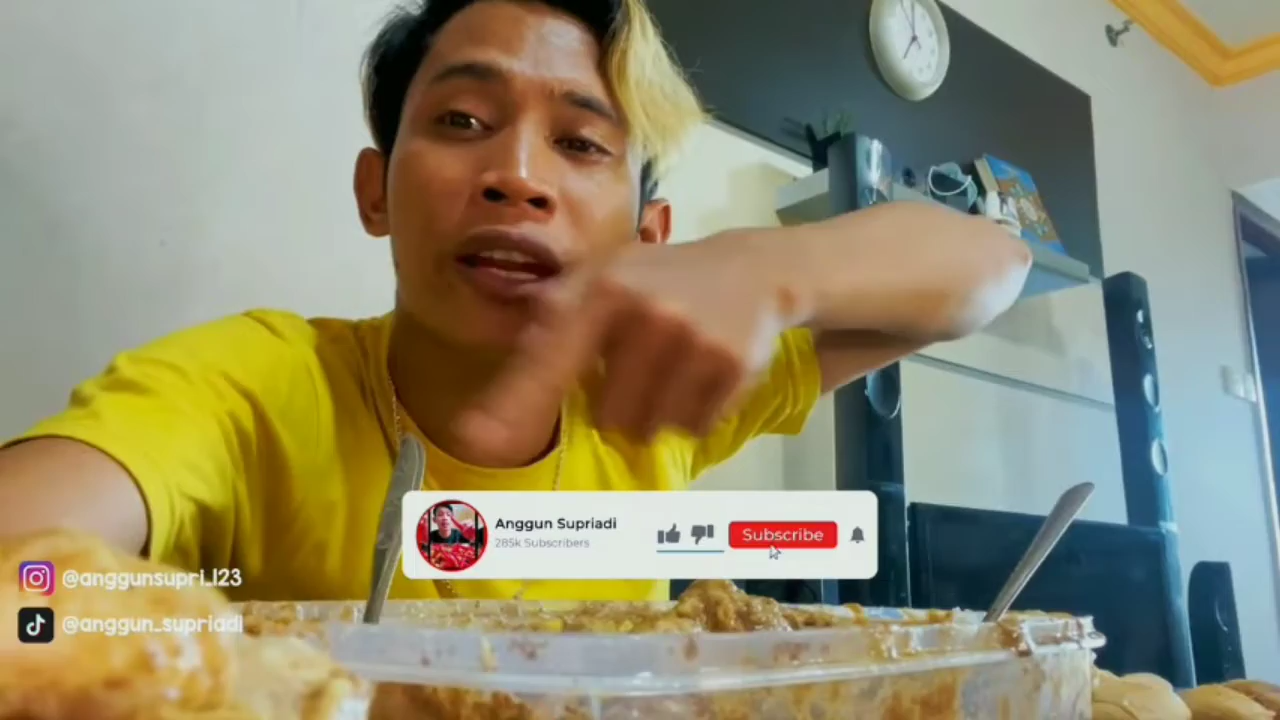 Anggun Supriadi
285k Subscribers
Subscribe
@anggunsupri_123
@anggun_supriadi